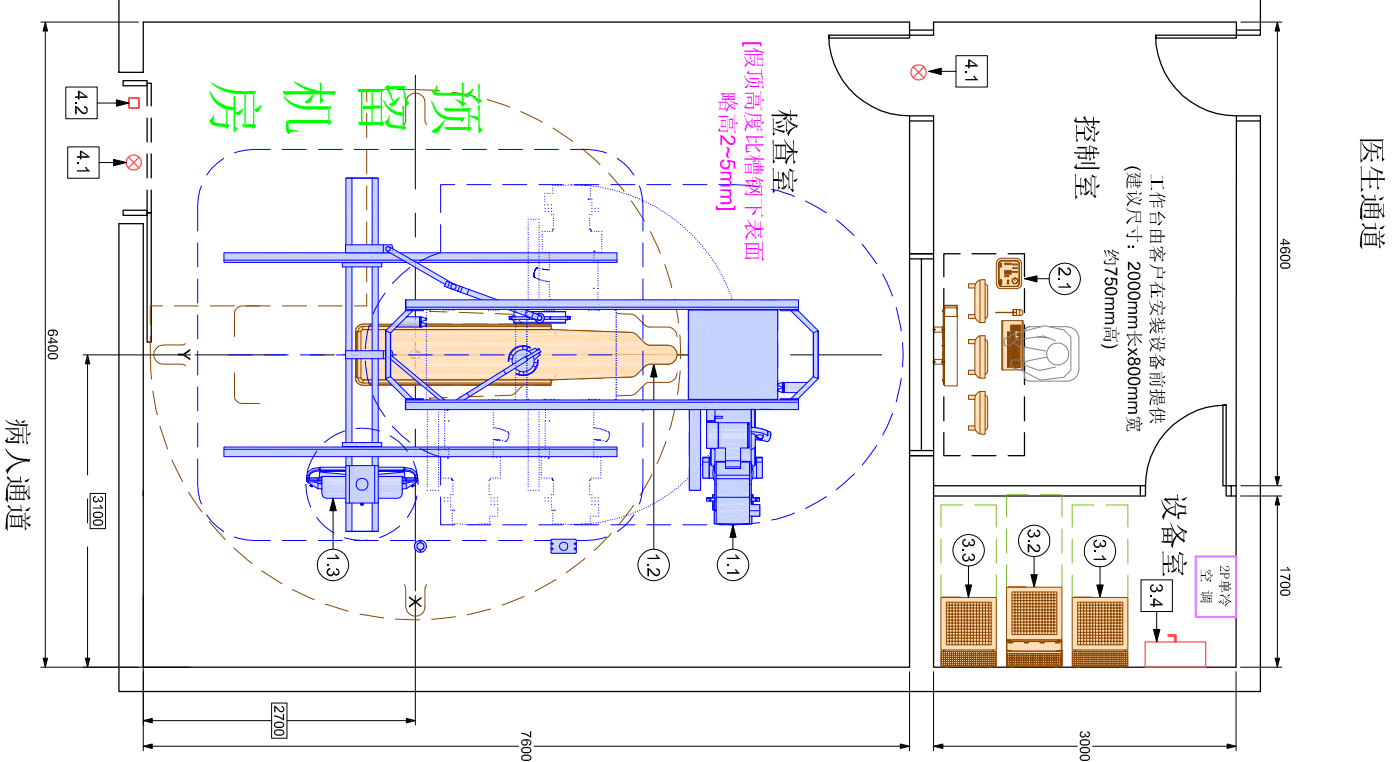 医生通道
4600
1700
控制室
工作台由客户在安装设备前提供
(建议尺寸：2000mm长x800mm宽
约750mm高)
2.1
4.1
检查室
[假顶高度比槽钢下表面
略高2~5mm]
预留机房
4.2
4.1
设备室
2P单冷
空 调
3.1
3.2
3.3
3.4
1.1
1.2
1.3
Y
X
6400
3100
病人通道
2700
7600
3000